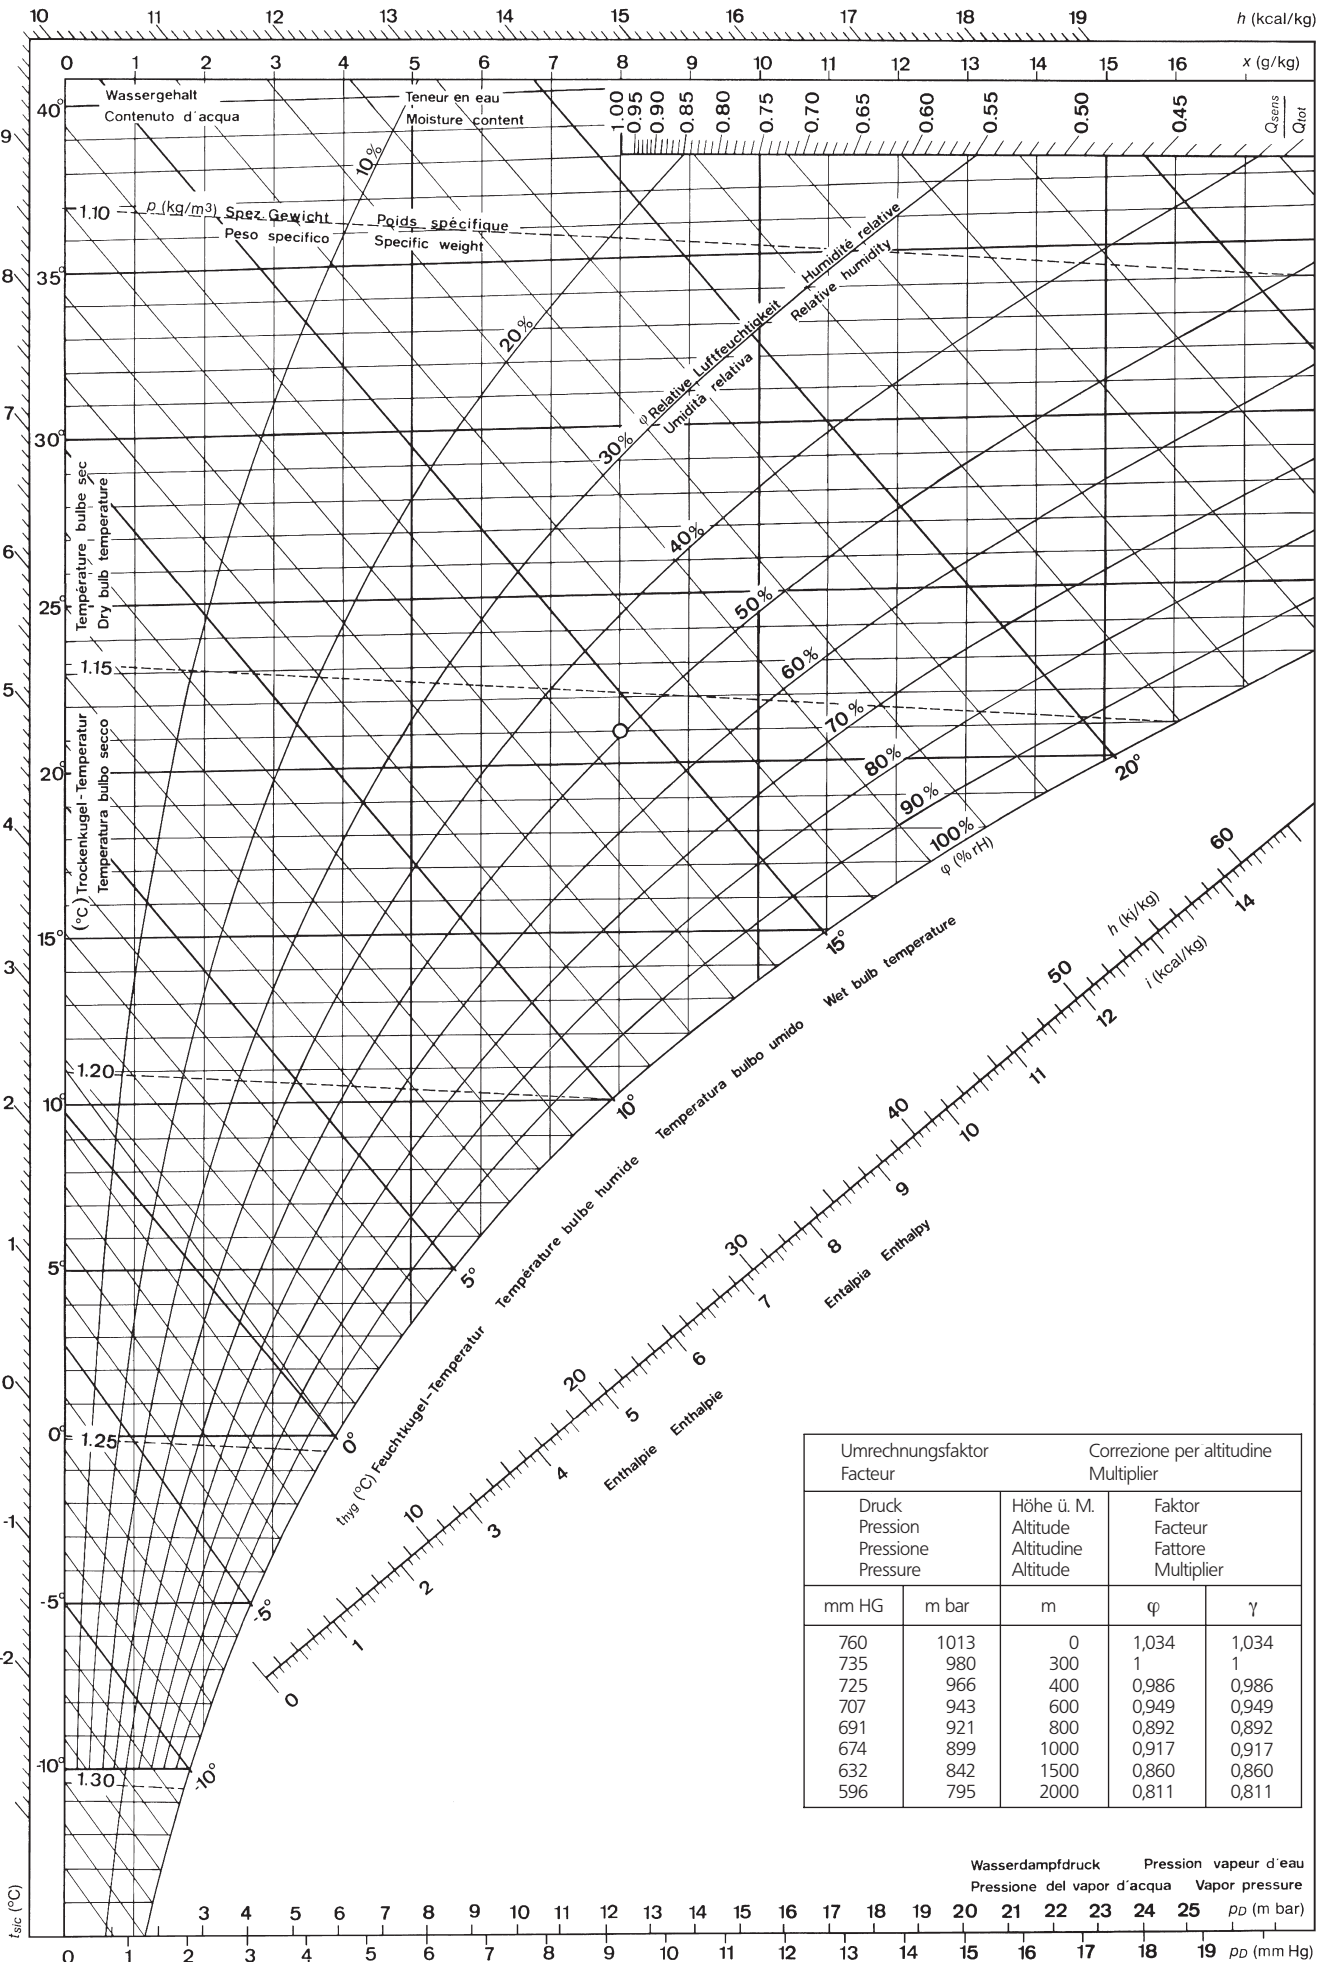 10 11 12 13 14 15 16 17 18 19 h (kcal/kg)
0 1 2 3 4 5 6 7 8 9 10 11 12 13 14 15 16 x (g/kg)
Wassergehalt
Contenuto d'acqua
Teneur en eau
Moisture content
1.00 0.95 0.90 0.85 0.80 0.75 0.70 0.65 0.60 0.55 0.50 0.45 Qsens / Qtot
40°
9
10%
1.10 p (kg/m3) Spez. Gewicht
Peso specifico
Poids spécifique
Specific weight
Humidité relative
Relative humidity
8
35°
20%
φ Relative Luftfeuchtigkeit
Umidità relativa
7
30°
30%
Température bulbe sec
Dry bulb temperature
40%
6
25°
50%
1.15
60%
5
70%
(°C) Trockenkugel-Temperatur
Temperatura bulbo secco
20°
80%
20°
90%
4
100%
φ (% rH)
60
14
15°
15°
h (kj/kg)
i (kcal/kg)
3
Wet bulb temperature
50
12
Temperatura bulbo umido
11
1.20
2
10°
10°
40
10
Température bulbe humide
9
30
8
1
5°
5°
7
Entalpia Enthalpy
Feuchtkugel-Temperatur
thyg (°C)
6
0
20
5
0°
0°
1.25
Enthalpie Enthalpie
4
10
3
-1
2
-5°
-5°
1
-2
0
-10°
-10°
1.30
Umrechnungsfaktor Correzione per altitudine
Facteur Multiplier
Druck Höhe ü. M. Faktor
Pression Altitude Facteur
Pressione Altitudine Fattore
Pressure Altitude Multiplier
mm HG m bar m φ γ
760 1013 0 1,034 1,034
735 980 300 1 1
725 966 400 0,986 0,986
707 943 600 0,949 0,949
691 921 800 0,892 0,892
674 899 1000 0,917 0,917
632 842 1500 0,860 0,860
596 795 2000 0,811 0,811
Wasserdampfdruck Pression vapeur d'eau
Pressione del vapor d'acqua Vapor pressure
tsic (°C)
3 4 5 6 7 8 9 10 11 12 13 14 15 16 17 18 19 20 21 22 23 24 25 pD (m bar)
0 1 2 3 4 5 6 7 8 9 10 11 12 13 14 15 16 17 18 19 pD (mm Hg)